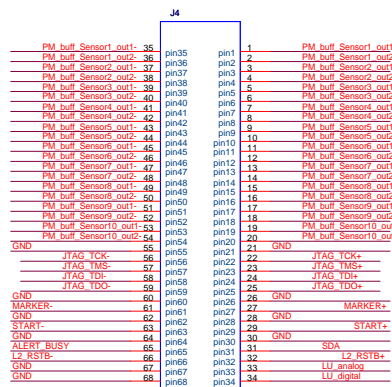 J4
PM_buff_Sensor1_out1- 35 pin35 pin1 1 PM_buff_Sensor1_out1
PM_buff_Sensor1_out2- 36 pin36 pin2 2 PM_buff_Sensor1_out2
PM_buff_Sensor2_out1- 37 pin37 pin3 3 PM_buff_Sensor2_out1
PM_buff_Sensor2_out2- 38 pin38 pin4 4 PM_buff_Sensor2_out2
PM_buff_Sensor3_out1- 39 pin39 pin5 5 PM_buff_Sensor3_out1
PM_buff_Sensor3_out2- 40 pin40 pin6 6 PM_buff_Sensor3_out2
PM_buff_Sensor4_out1- 41 pin41 pin7 7 PM_buff_Sensor4_out1
PM_buff_Sensor4_out2- 42 pin42 pin8 8 PM_buff_Sensor4_out2
PM_buff_Sensor5_out1- 43 pin43 pin9 9 PM_buff_Sensor5_out1
PM_buff_Sensor5_out2- 44 pin44 pin10 10 PM_buff_Sensor5_out2
PM_buff_Sensor6_out1- 45 pin45 pin11 11 PM_buff_Sensor6_out1
PM_buff_Sensor6_out2- 46 pin46 pin12 12 PM_buff_Sensor6_out2
PM_buff_Sensor7_out1- 47 pin47 pin13 13 PM_buff_Sensor7_out1
PM_buff_Sensor7_out2- 48 pin48 pin14 14 PM_buff_Sensor7_out2
PM_buff_Sensor8_out1- 49 pin49 pin15 15 PM_buff_Sensor8_out1
PM_buff_Sensor8_out2- 50 pin50 pin16 16 PM_buff_Sensor8_out2
PM_buff_Sensor9_out1- 51 pin51 pin17 17 PM_buff_Sensor9_out1
PM_buff_Sensor9_out2- 52 pin52 pin18 18 PM_buff_Sensor9_out2
PM_buff_Sensor10_out1- 53 pin53 pin19 19 PM_buff_Sensor10_out
PM_buff_Sensor10_out2- 54 pin54 pin20 20 PM_buff_Sensor10_out
GND 55 pin55 pin21 21 GND
JTAG_TCK- 56 pin56 pin22 22 JTAG_TCK+
JTAG_TMS- 57 pin57 pin23 23 JTAG_TMS+
JTAG_TDI- 58 pin58 pin24 24 JTAG_TDI+
JTAG_TDO- 59 pin59 pin25 25 JTAG_TDO+
GND 60 pin60 pin26 26 GND
MARKER- 61 pin61 pin27 27 MARKER+
GND 62 pin62 pin28 28 GND
START- 63 pin63 pin29 29 START+
GND 64 pin64 pin30 30 GND
ALERT_BUSY 65 pin65 pin31 31 SDA
L2_RSTB- 66 pin66 pin32 32 L2_RSTB+
GND 67 pin67 pin33 33 LU_analog
GND 68 pin68 pin34 34 LU_digital